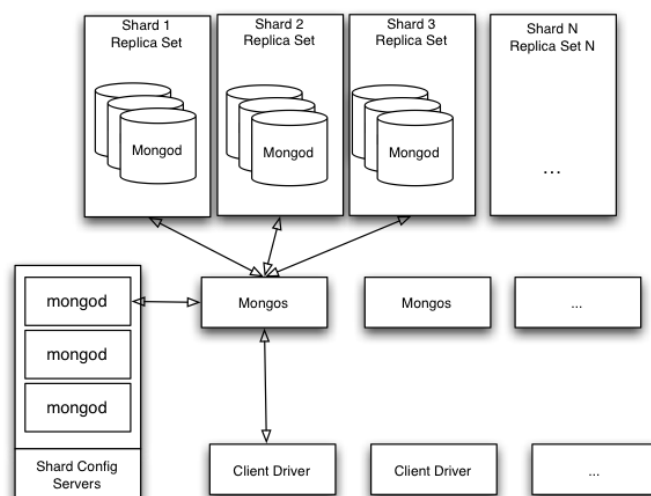 Shard 1
Replica Set
Mongod
Shard 2
Replica Set
Mongod
Shard 3
Replica Set
Mongod
Shard N
Replica Set N
...
mongod
mongod
mongod
Shard Config
Servers
Mongos
Mongos
...
Client Driver
Client Driver
...